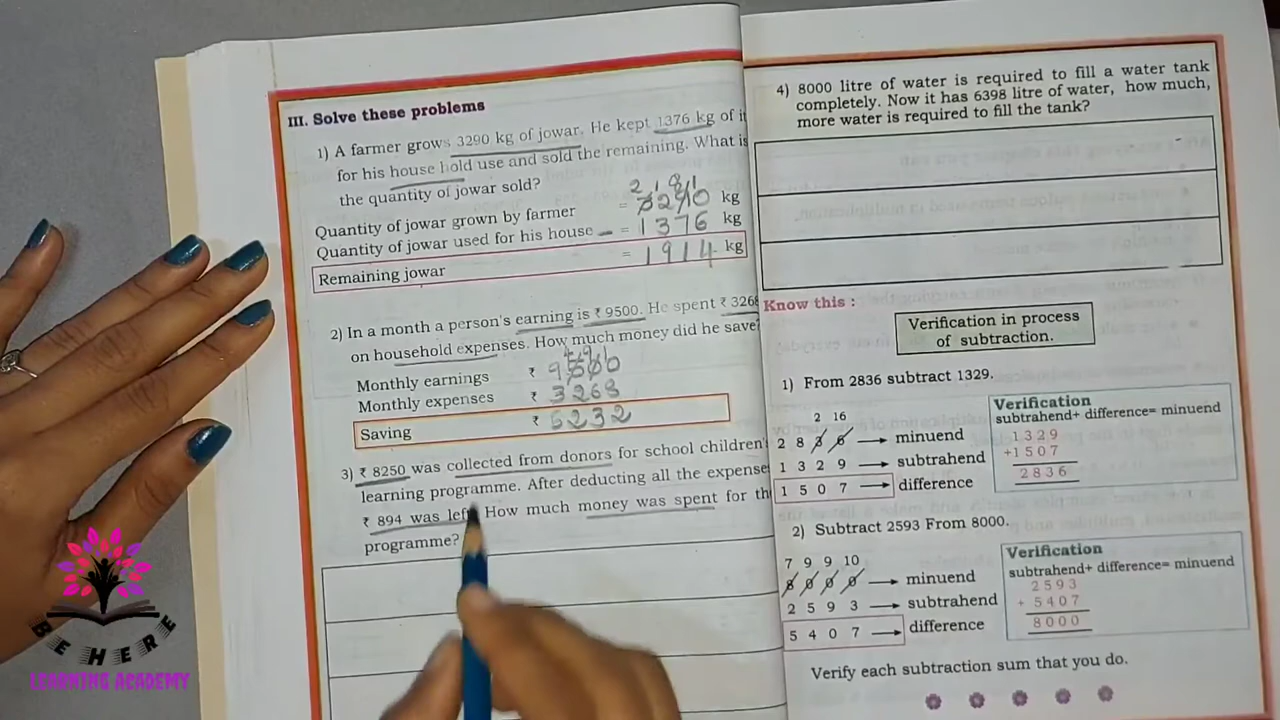 III. Solve these problems
1) A farmer grows 3290 kg of jowar. He kept 1376 kg of it
for his house hold use and sold the remaining. What is
the quantity of jowar sold?
2 1 8 1
Quantity of jowar grown by farmer = 3290 kg
Quantity of jowar used for his house = 1376 kg
Remaining jowar = 1914 kg
2) In a month a person's earning is ₹ 9500. He spent ₹ 3268
on household expenses. How much money did he save?
4 9 1
Monthly earnings ₹ 9500
Monthly expenses ₹ 3268
Saving ₹ 6232
3) ₹ 8250 was collected from donors for school children's
learning programme. After deducting all the expense
₹ 894 was left. How much money was spent for th
programme?
4) 8000 litre of water is required to fill a water tank
completely. Now it has 6398 litre of water, how much,
more water is required to fill the tank?
Know this :
Verification in process
of subtraction.
1) From 2836 subtract 1329.
2 16
2 8 3 6 minuend
1 3 2 9 subtrahend
1 5 0 7 difference
Verification
subtrahend+ difference= minuend
1 3 2 9
+1 5 0 7
2 8 3 6
2) Subtract 2593 From 8000.
7 9 9 10
8 0 0 0 minuend
2 5 9 3 subtrahend
5 4 0 7 difference
Verification
subtrahend+ difference= minuend
2 5 9 3
+ 5 4 0 7
8 0 0 0
Verify each subtraction sum that you do.
BEHERE
LEARNING ACADEMY